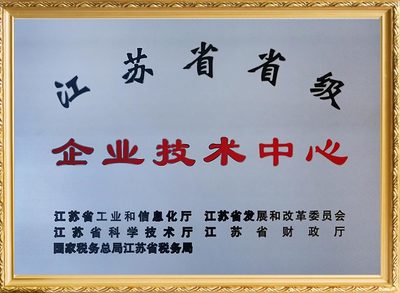 江苏省省级
企业技术中心
江苏省工业和信息化厅 江苏省发展和改革委员会
江苏省科学技术厅 江苏省财政厅
国家税务总局江苏省税务局